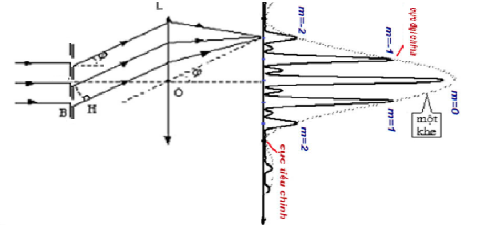 L
φ
φ
B
H
O
m=-2
m=-1
cực đại chính
m=0
một
khe
m=1
m=2
cực tiểu chính